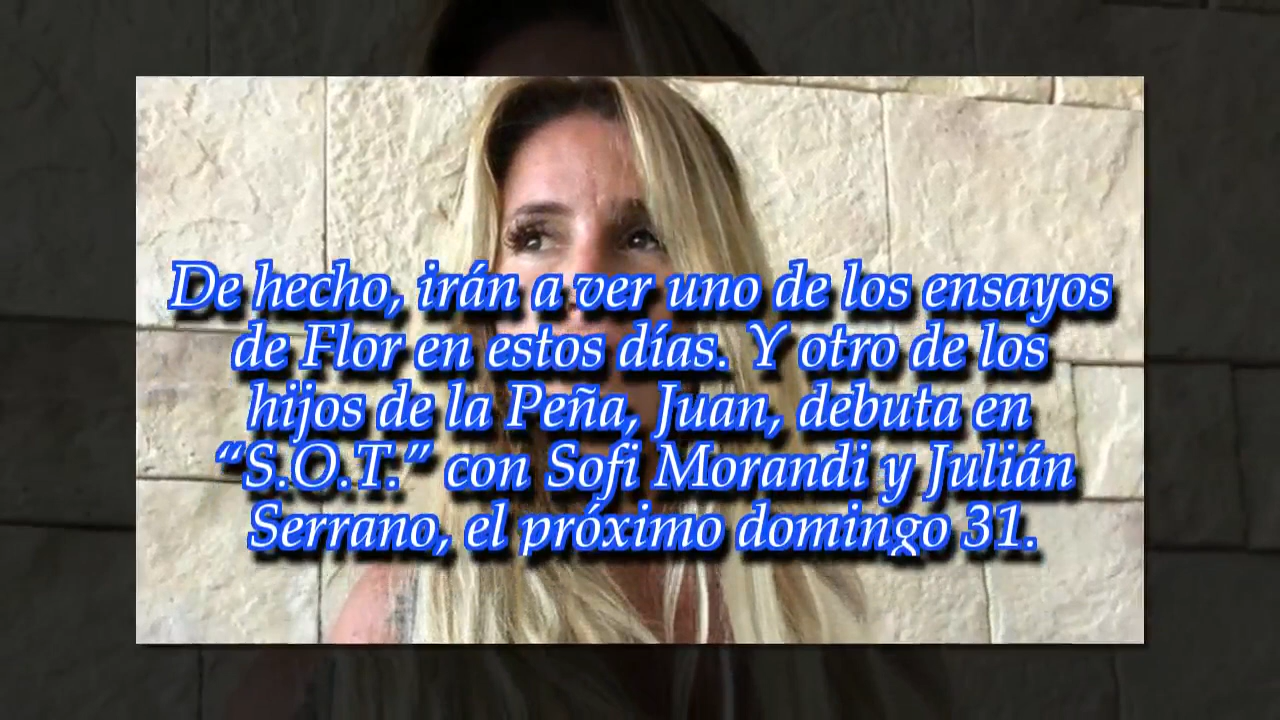 De hecho, irán a ver uno de los ensayos
de Flor en estos días. Y otro de los
hijos de la Peña, Juan, debuta en
“S.O.T.” con Sofi Morandi y Julián
Serrano, el próximo domingo 31.